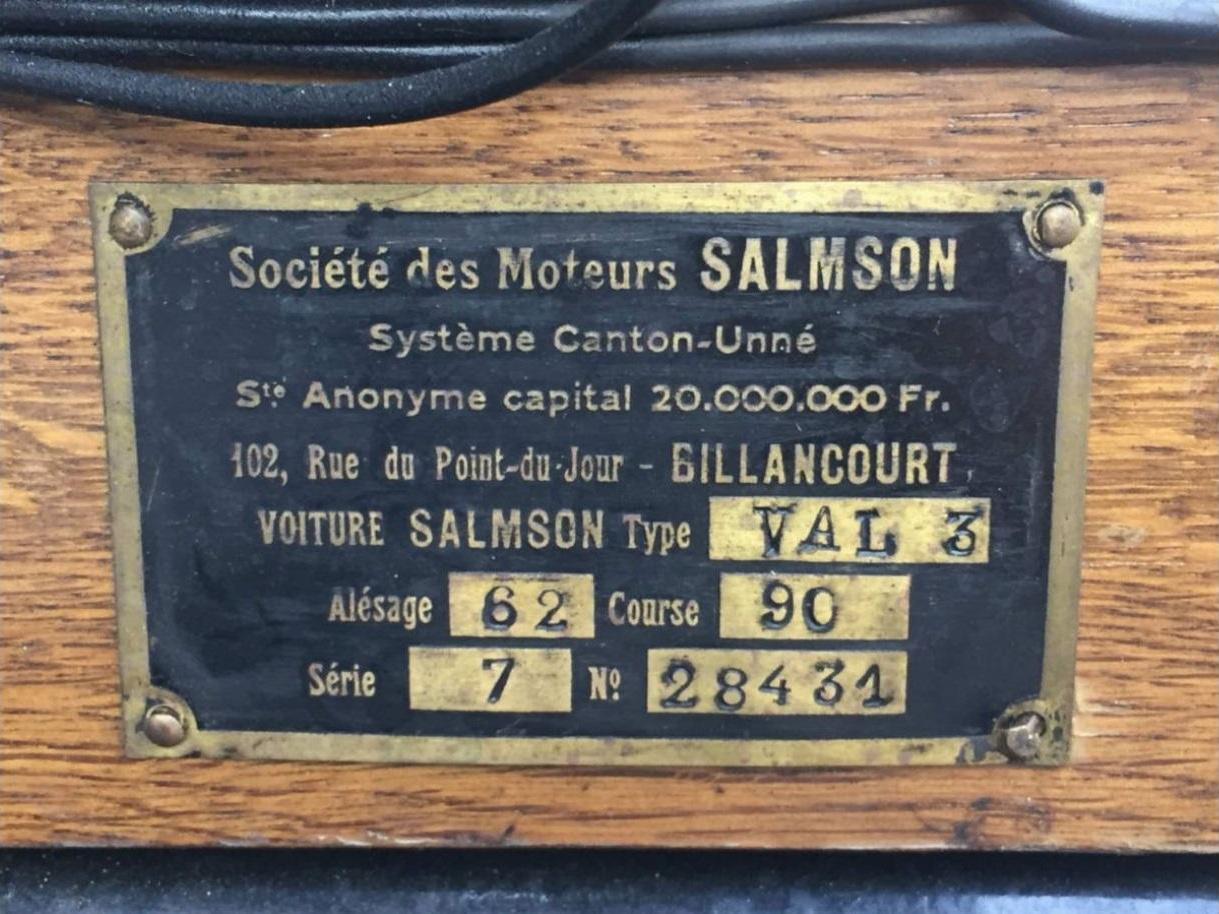 Société des Moteurs SALMSON
Système Canton-Unné
Sté Anonyme capital 20.000.000 Fr.
102, Rue du Point-du-Jour - BILLANCOURT
VOITURE SALMSON Type VAL 3
Alésage 62 Course 90
Série 7 Nº 28431